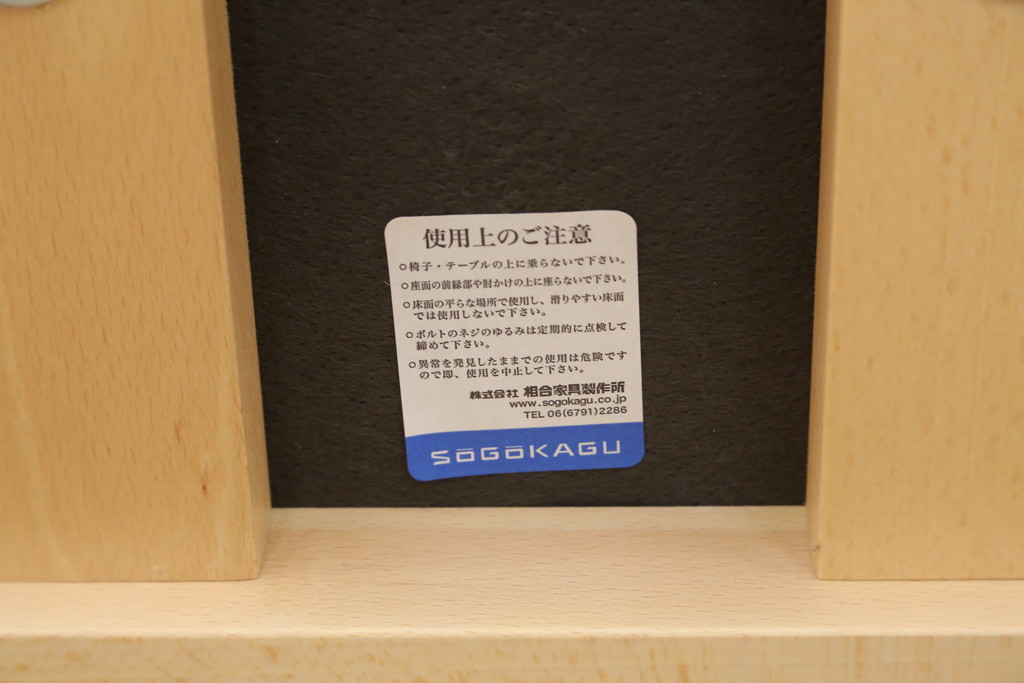 使用上のご注意
○椅子・テーブルの上に乗らないで下さい。
○座面の前縁部や肘かけの上に座らないで下さい。
○床面の平らな場所で使用し、滑りやすい床面
では使用しないで下さい。
○ボルトのネジのゆるみは定期的に点検して
締めて下さい。
○異常を発見したままでの使用は危険です
ので即、使用を中止して下さい。
株式会社 相合家具製作所
www.sogokagu.co.jp
TEL 06(6791)2286
SŌGŌKAGU